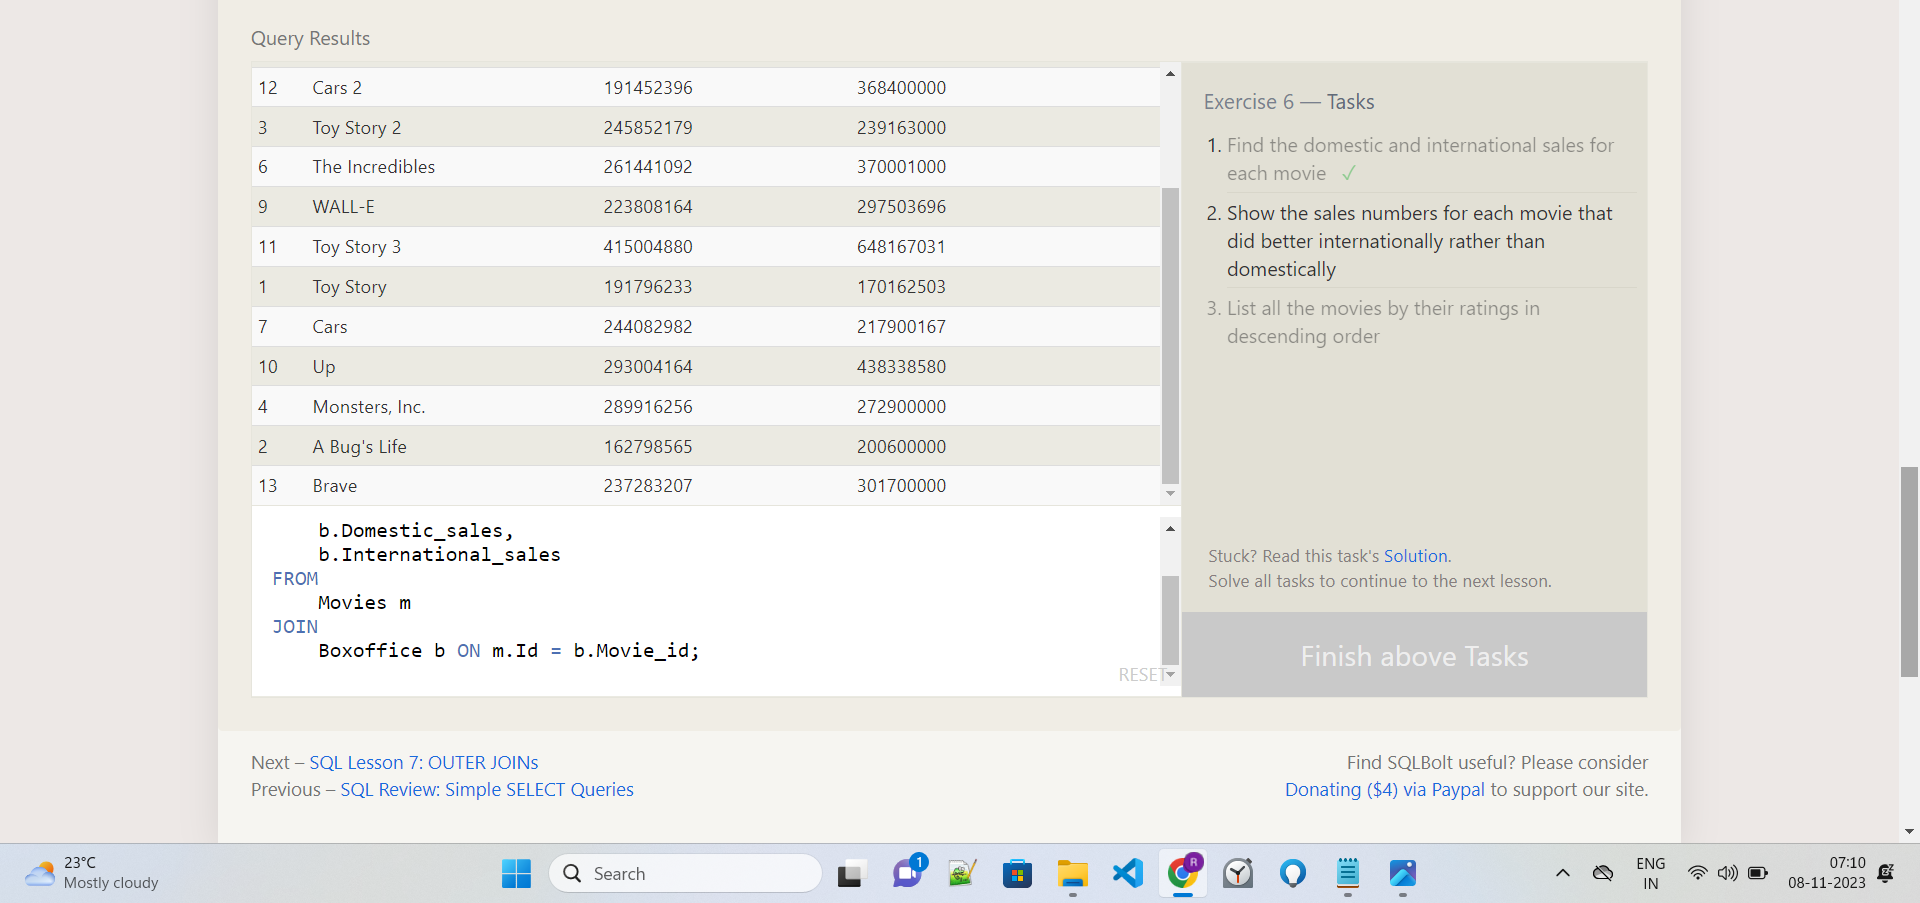 Query Results
12 Cars 2 191452396 368400000
3 Toy Story 2 245852179 239163000
6 The Incredibles 261441092 370001000
9 WALL-E 223808164 297503696
11 Toy Story 3 415004880 648167031
1 Toy Story 191796233 170162503
7 Cars 244082982 217900167
10 Up 293004164 438338580
4 Monsters, Inc. 289916256 272900000
2 A Bug's Life 162798565 200600000
13 Brave 237283207 301700000
b.Domestic_sales,
b.International_sales
FROM
Movies m
JOIN
Boxoffice b ON m.Id = b.Movie_id;
RESET
Exercise 6 — Tasks
1. Find the domestic and international sales for
each movie ✓
2. Show the sales numbers for each movie that
did better internationally rather than
domestically
3. List all the movies by their ratings in
descending order
Stuck? Read this task's Solution.
Solve all tasks to continue to the next lesson.
Finish above Tasks
Next – SQL Lesson 7: OUTER JOINs
Previous – SQL Review: Simple SELECT Queries
Find SQLBolt useful? Please consider
Donating ($4) via Paypal to support our site.
23°C
Mostly cloudy
Search
1
R
ENG
IN
07:10
08-11-2023